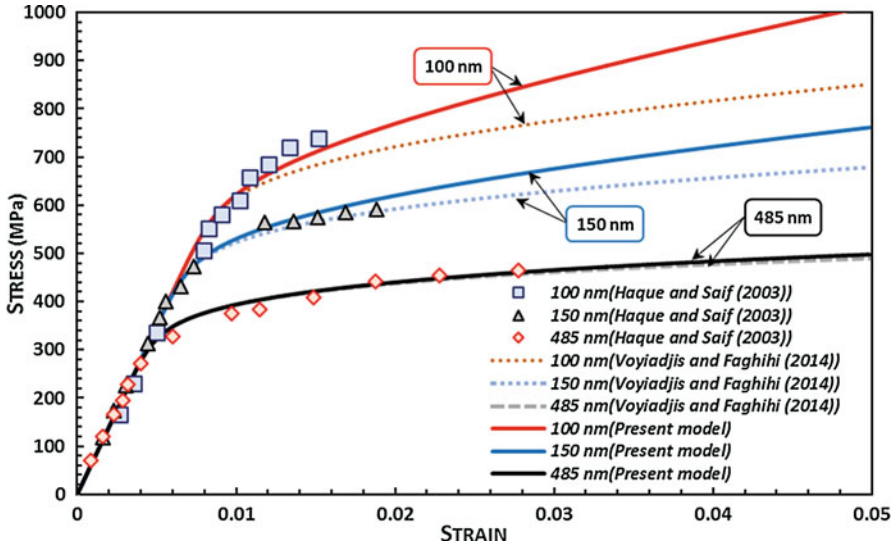 STRESS (MPa)
1000
900
800
700
600
500
400
300
200
100
0
100 nm
150 nm
485 nm
100 nm(Haque and Saif (2003))
150 nm(Haque and Saif (2003))
485 nm(Haque and Saif (2003))
100 nm(Voyiadjis and Faghihi (2014))
150 nm(Voyiadjis and Faghihi (2014))
485 nm(Voyiadjis and Faghihi (2014))
100 nm(Present model)
150 nm(Present model)
485 nm(Present model)
0 0.01 0.02 0.03 0.04 0.05
STRAIN